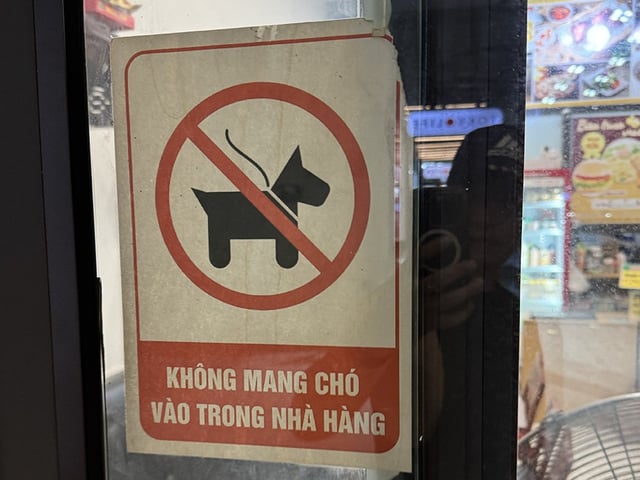 KHÔNG MANG CHÓ
VÀO TRONG NHÀ HÀNG